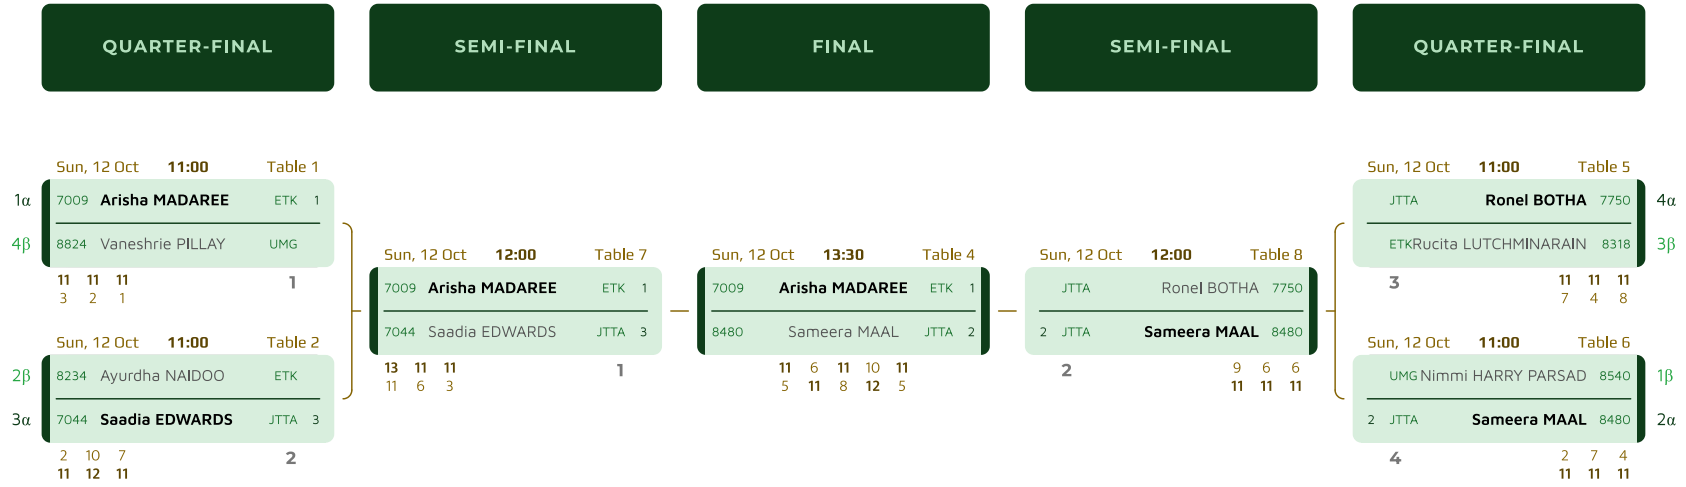 QUARTER-FINAL SEMI-FINAL FINAL SEMI-FINAL QUARTER-FINAL
Sun, 12 Oct 11:00 Table 1
1α 7009 Arisha MADAREE ETK 1
4β 8824 Vaneshrie PILLAY UMG
11 11 11 1
3 2 1
Sun, 12 Oct 11:00 Table 2
2β 8234 Ayurdha NAIDOO ETK
3α 7044 Saadia EDWARDS JTTA 3
2 10 7 2
11 12 11
Sun, 12 Oct 12:00 Table 7
7009 Arisha MADAREE ETK 1
7044 Saadia EDWARDS JTTA 3
13 11 11 1
11 6 3
Sun, 12 Oct 13:30 Table 4
7009 Arisha MADAREE ETK 1
8480 Sameera MAAL JTTA 2
11 6 11 10 11
5 11 8 12 5
Sun, 12 Oct 12:00 Table 8
JTTA Ronel BOTHA 7750
2 JTTA Sameera MAAL 8480
2 9 6 6
11 11 11
Sun, 12 Oct 11:00 Table 5
JTTA Ronel BOTHA 7750 4α
ETK Rucita LUTCHMINARAIN 8318 3β
3 11 11 11
7 4 8
Sun, 12 Oct 11:00 Table 6
UMG Nimmi HARRY PARSAD 8540 1β
2 JTTA Sameera MAAL 8480 2α
4 2 7 4
11 11 11